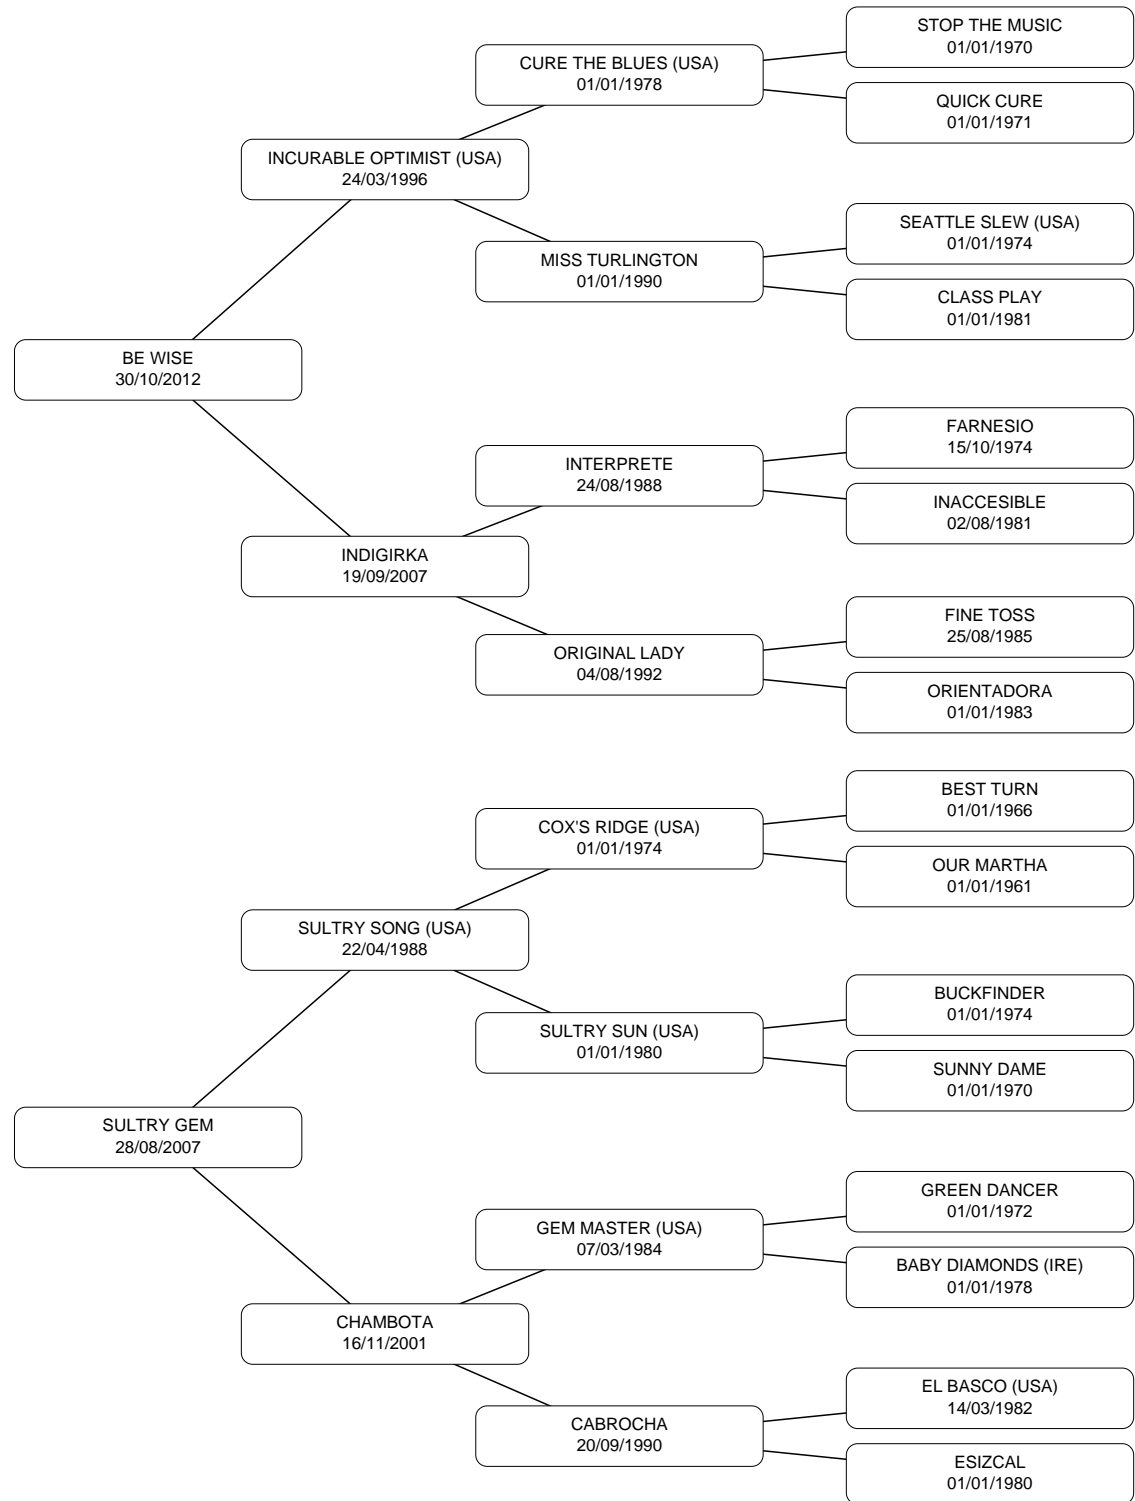 STOP THE MUSIC
01/01/1970
CURE THE BLUES (USA)
01/01/1978
QUICK CURE
01/01/1971
INCURABLE OPTIMIST (USA)
24/03/1996
SEATTLE SLEW (USA)
01/01/1974
MISS TURLINGTON
01/01/1990
CLASS PLAY
01/01/1981
BE WISE
30/10/2012
FARNESIO
15/10/1974
INTERPRETE
24/08/1988
INACCESIBLE
02/08/1981
INDIGIRKA
19/09/2007
FINE TOSS
25/08/1985
ORIGINAL LADY
04/08/1992
ORIENTADORA
01/01/1983
BEST TURN
01/01/1966
COX'S RIDGE (USA)
01/01/1974
OUR MARTHA
01/01/1961
SULTRY SONG (USA)
22/04/1988
BUCKFINDER
01/01/1974
SULTRY SUN (USA)
01/01/1980
SUNNY DAME
01/01/1970
SULTRY GEM
28/08/2007
GREEN DANCER
01/01/1972
GEM MASTER (USA)
07/03/1984
BABY DIAMONDS (IRE)
01/01/1978
CHAMBOTA
16/11/2001
EL BASCO (USA)
14/03/1982
CABROCHA
20/09/1990
ESIZCAL
01/01/1980